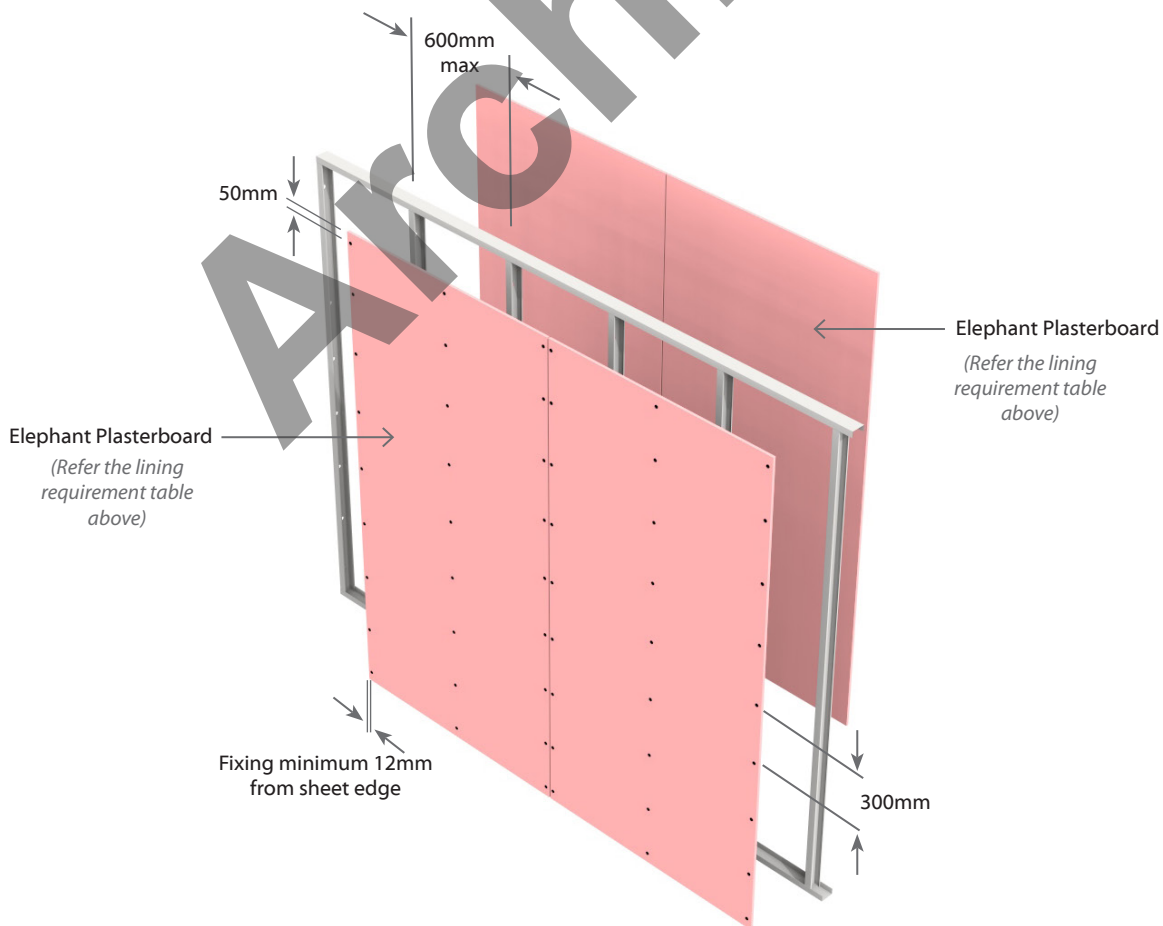 600mm
max
50mm
Elephant Plasterboard
(Refer the lining
requirement table
above)
Elephant Plasterboard
(Refer the lining
requirement table
above)
Fixing minimum 12mm
from sheet edge
300mm
Arch